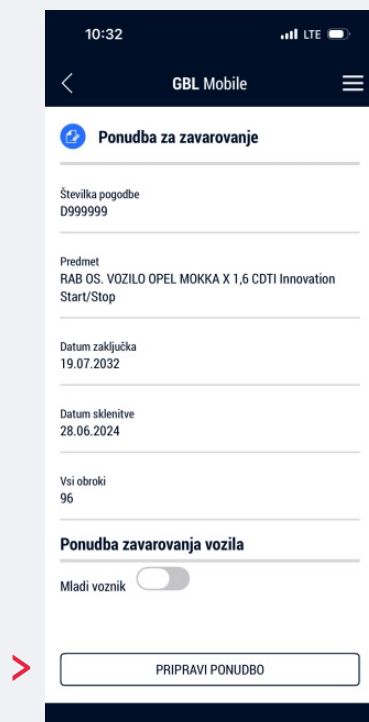 10:32
LTE
GBL Mobile
Ponudba za zavarovanje
Številka pogodbe
D999999
Predmet
RAB OS. VOZILO OPEL MOKKA X 1,6 CDTI Innovation
Start/Stop
Datum zaključka
19.07.2032
Datum sklenitve
28.06.2024
Vsi obroki
96
Ponudba zavarovanja vozila
Mladi voznik
PRIPRAVI PONUDBO